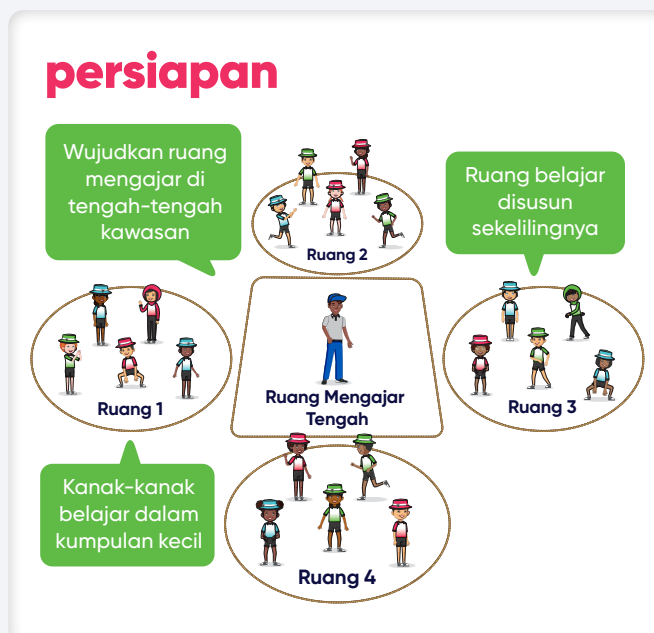 persiapan
Wujudkan ruang
mengajar di
tengah-tengah
kawasan
Ruang belajar
disusun
sekelilingnya
Ruang 2
Ruang 1
Ruang Mengajar
Tengah
Ruang 3
Kanak-kanak
belajar dalam
kumpulan kecil
Ruang 4